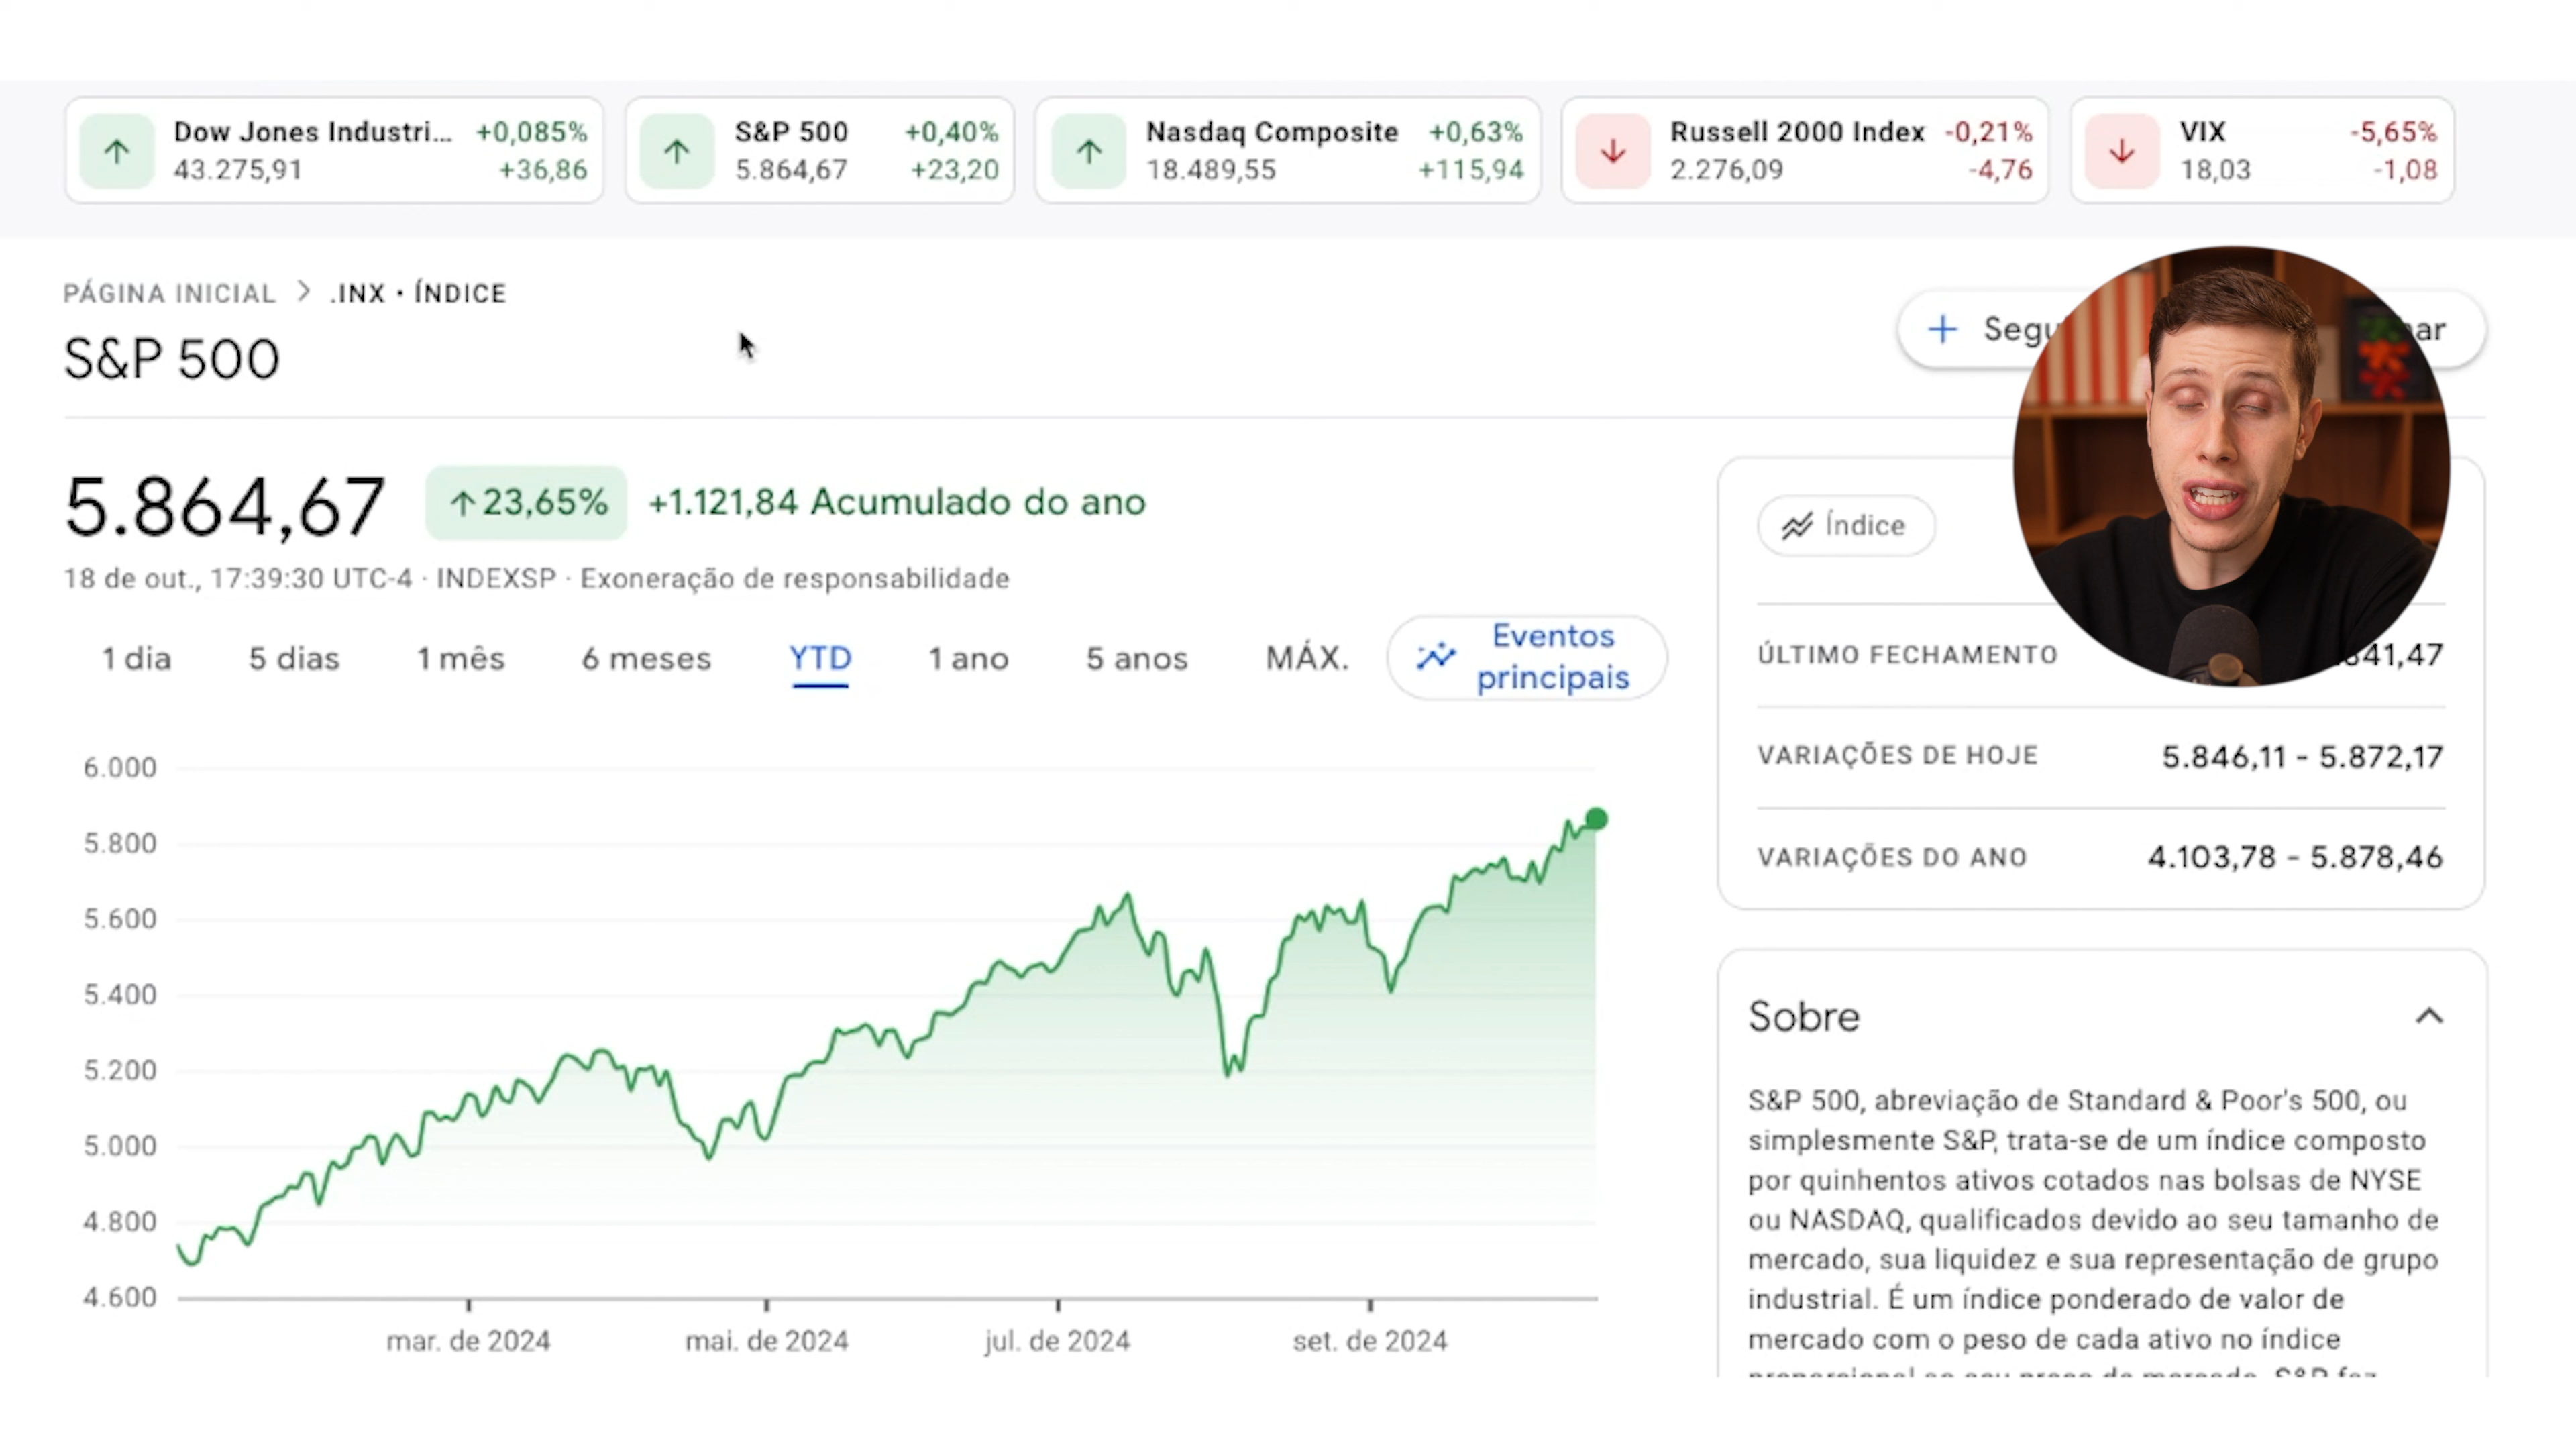 Dow Jones Industri... +0,085%
43.275,91 +36,86
S&P 500 +0,40%
5.864,67 +23,20
Nasdaq Composite +0,63%
18.489,55 +115,94
Russell 2000 Index -0,21%
2.276,09 -4,76
VIX -5,65%
18,03 -1,08
PÁGINA INICIAL > .INX • ÍNDICE
S&P 500
5.864,67 ↑23,65% +1.121,84 Acumulado do ano
18 de out., 17:39:30 UTC-4 · INDEXSP · Exoneração de responsabilidade
1 dia 5 dias 1 mês 6 meses YTD 1 ano 5 anos MÁX. Eventos
principais
6.000
5.800
5.600
5.400
5.200
5.000
4.800
4.600
mar. de 2024 mai. de 2024 jul. de 2024 set. de 2024
Índice
ÚLTIMO FECHAMENTO 41,47
VARIAÇÕES DE HOJE 5.846,11 - 5.872,17
VARIAÇÕES DO ANO 4.103,78 - 5.878,46
Sobre
S&P 500, abreviação de Standard & Poor's 500, ou
simplesmente S&P, trata-se de um índice composto
por quinhentos ativos cotados nas bolsas de NYSE
ou NASDAQ, qualificados devido ao seu tamanho de
mercado, sua liquidez e sua representação de grupo
industrial. É um índice ponderado de valor de
mercado com o peso de cada ativo no índice